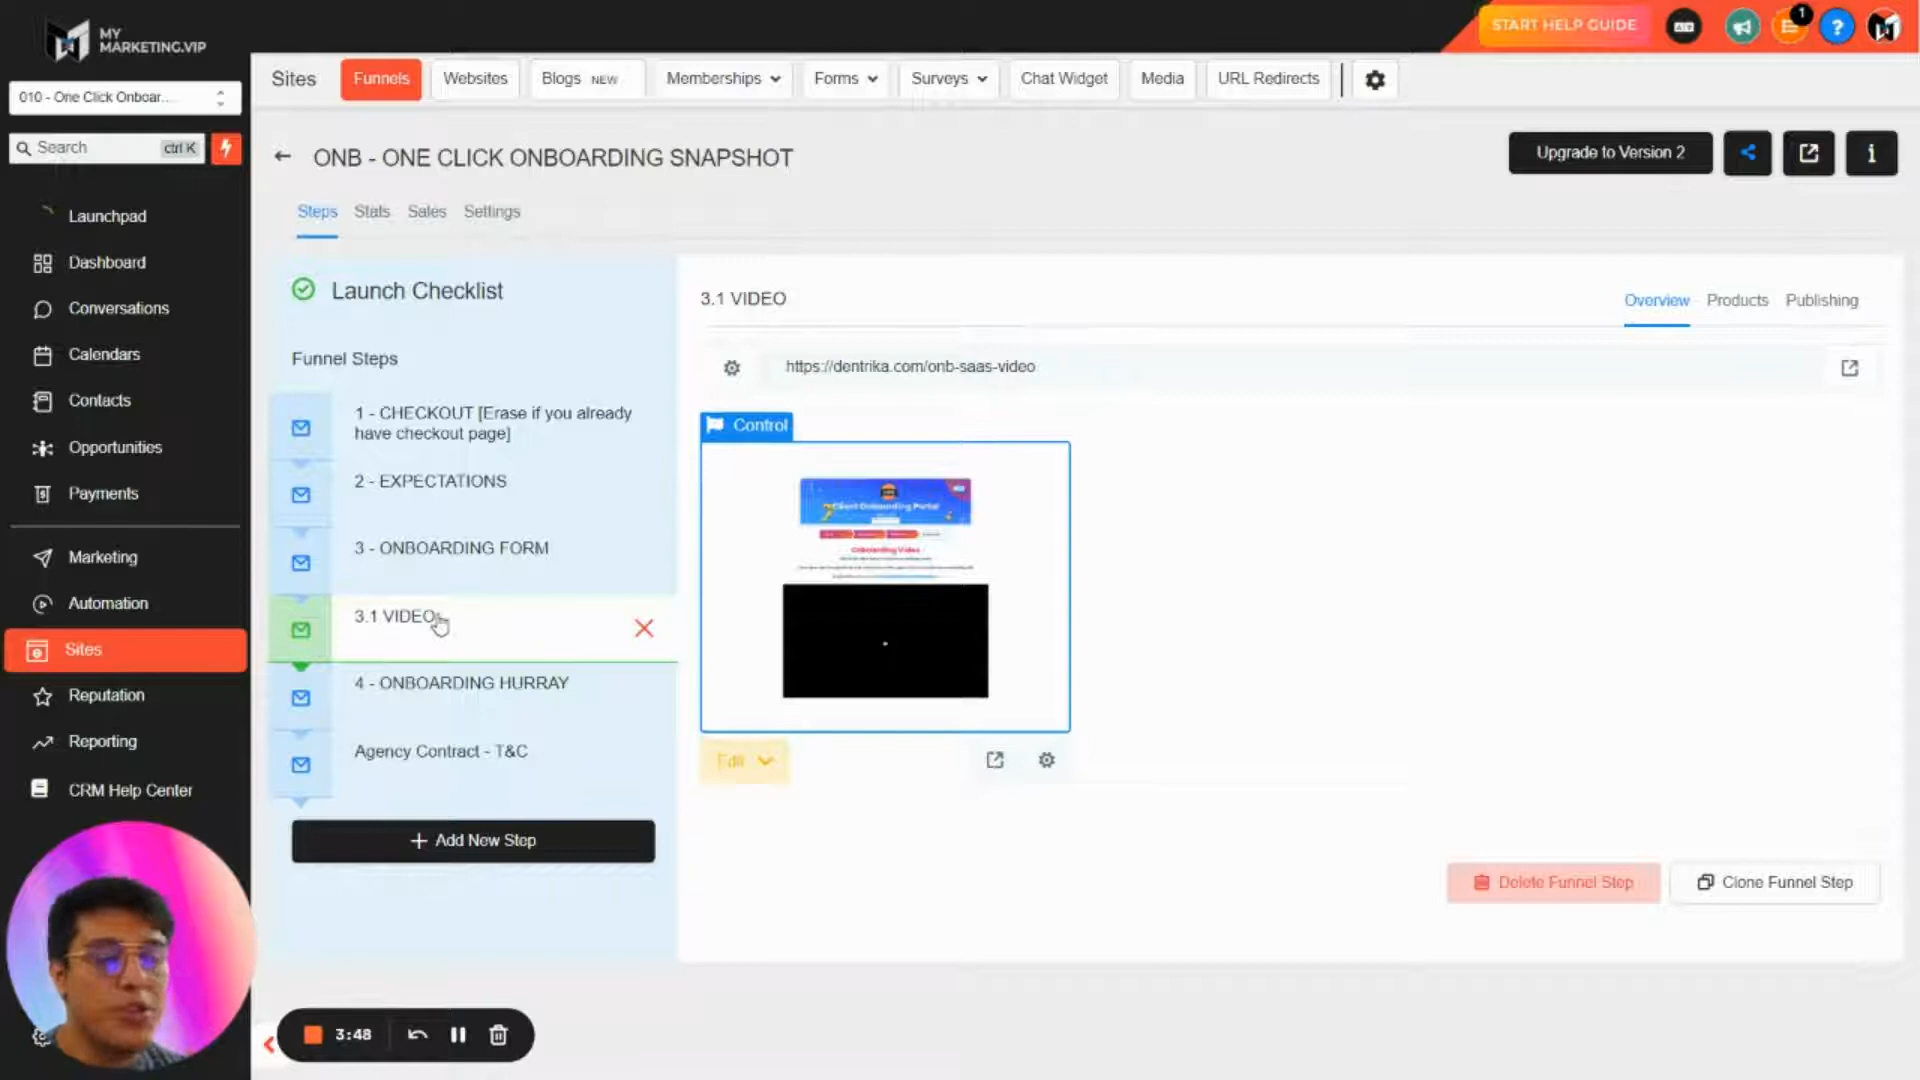 MY
MARKETING.VIP
START HELP GUIDE
1
?
010 - One Click Onboar...
Sites
Funnels
Websites
Blogs NEW
Memberships
Forms
Surveys
Chat Widget
Media
URL Redirects
Search
ctrl K
ONB - ONE CLICK ONBOARDING SNAPSHOT
Upgrade to Version 2
i
Steps
Stats
Sales
Settings
Launchpad
Dashboard
Conversations
Calendars
Contacts
Opportunities
Payments
Marketing
Automation
Sites
Reputation
Reporting
CRM Help Center
Launch Checklist
Funnel Steps
1 - CHECKOUT [Erase if you already
have checkout page]
2 - EXPECTATIONS
3 - ONBOARDING FORM
3.1 VIDEO
4 - ONBOARDING HURRAY
Agency Contract - T&C
+ Add New Step
3.1 VIDEO
Overview
Products
Publishing
https://dentrika.com/onb-saas-video
Control
Client Onboarding Portal
Onboarding Video
Edit
Delete Funnel Step
Clone Funnel Step
3:48